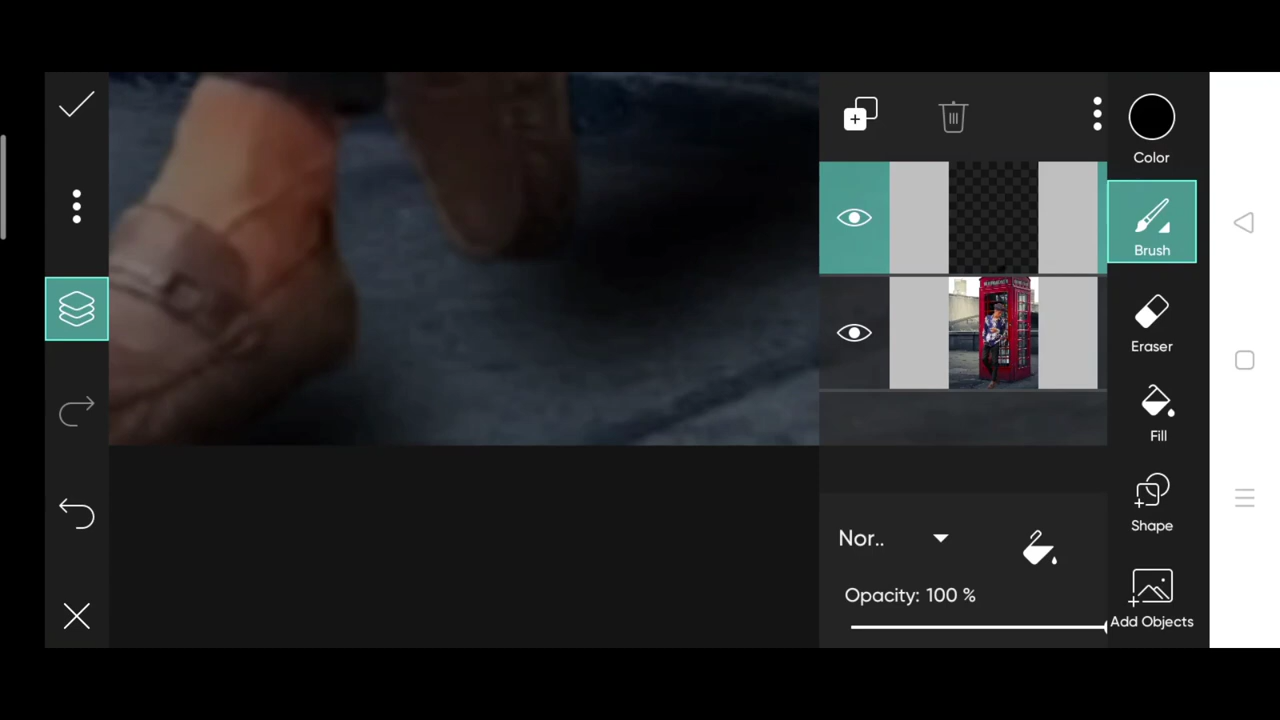 Color
Brush
Eraser
Fill
Shape
Nor..
Opacity: 100 %
Add Objects